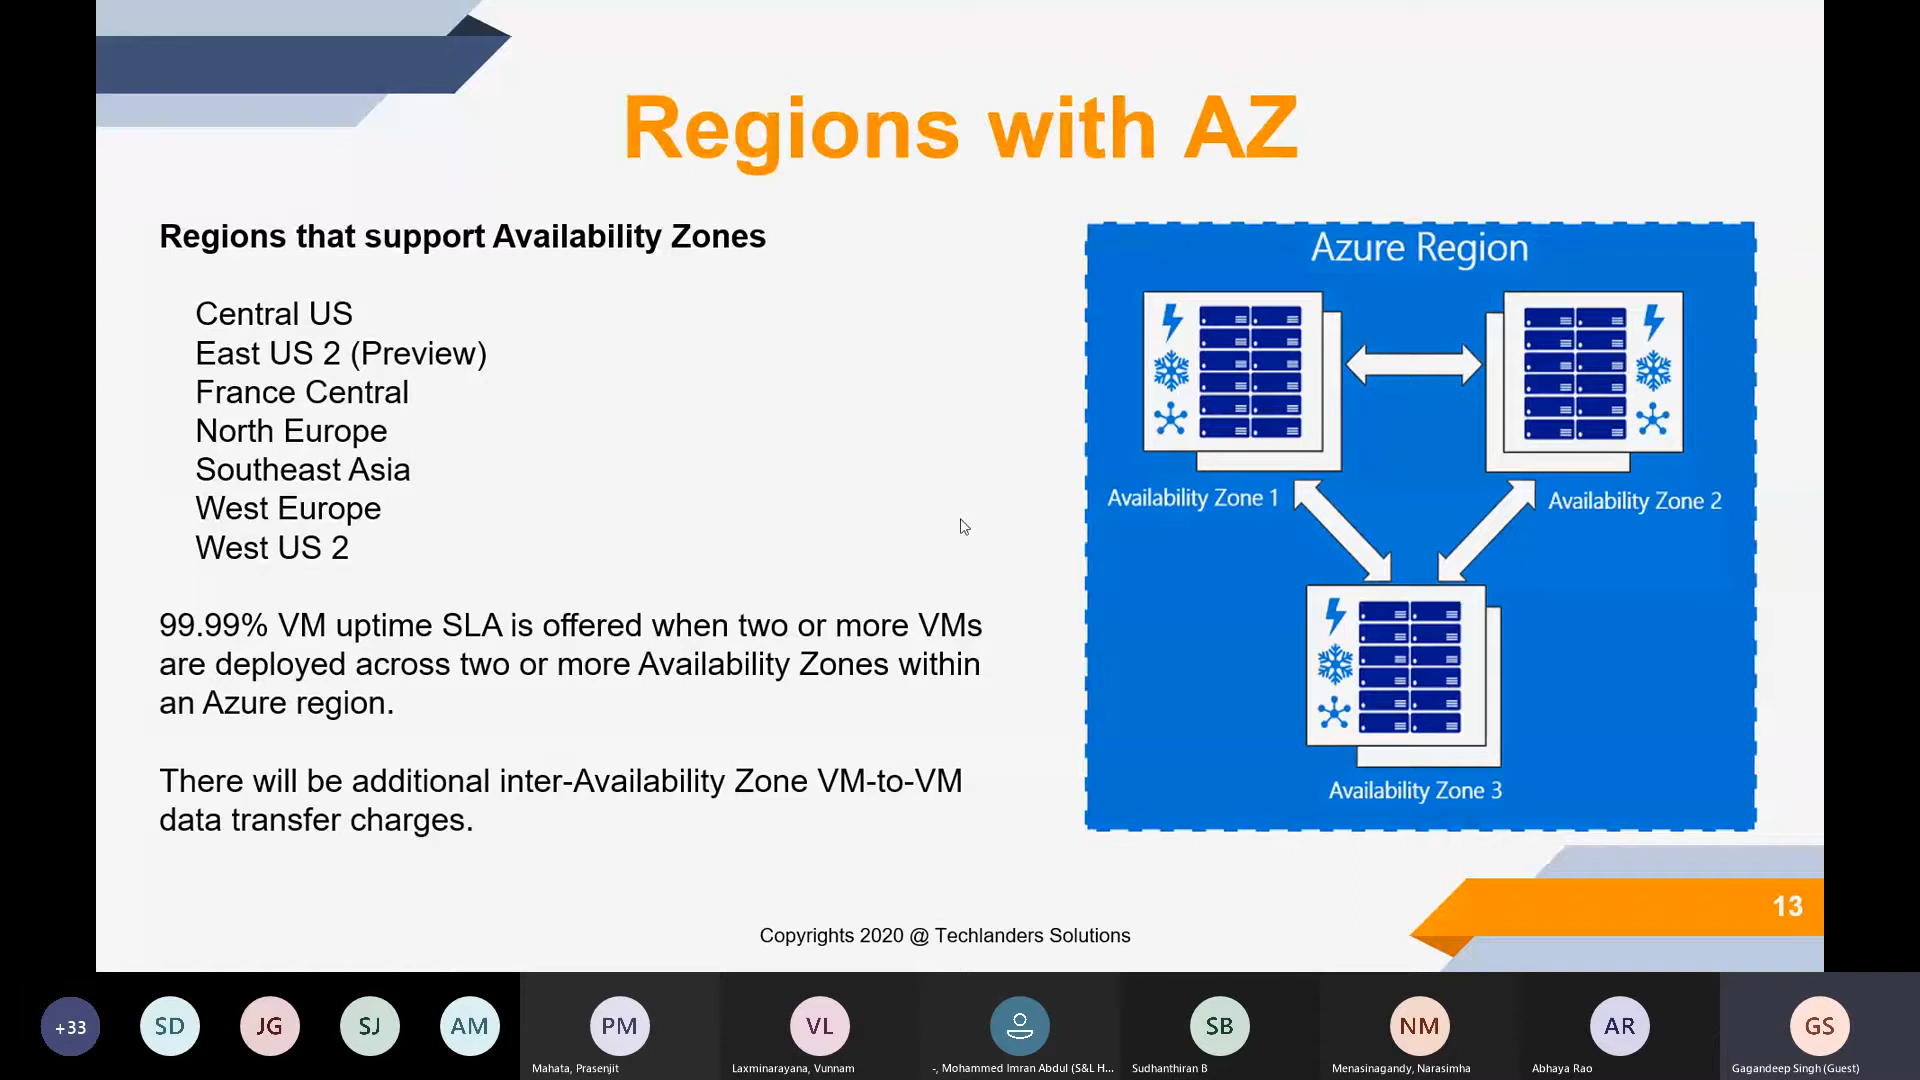 Regions with AZ
Regions that support Availability Zones
Central US
East US 2 (Preview)
France Central
North Europe
Southeast Asia
West Europe
West US 2
99.99% VM uptime SLA is offered when two or more VMs
are deployed across two or more Availability Zones within
an Azure region.
There will be additional inter-Availability Zone VM-to-VM
data transfer charges.
Azure Region
Availability Zone 1
Availability Zone 2
Availability Zone 3
13
Copyrights 2020 @ Techlanders Solutions
+33
SD
JG
SJ
AM
PM
VL
SB
NM
AR
GS
Mahata, Prasenjit
Laxminarayana, Vunnam
-, Mohammed Imran Abdul (S&L H...
Sudhanthiran B
Menasinagandy, Narasimha
Abhaya Rao
Gagandeep Singh (Guest)